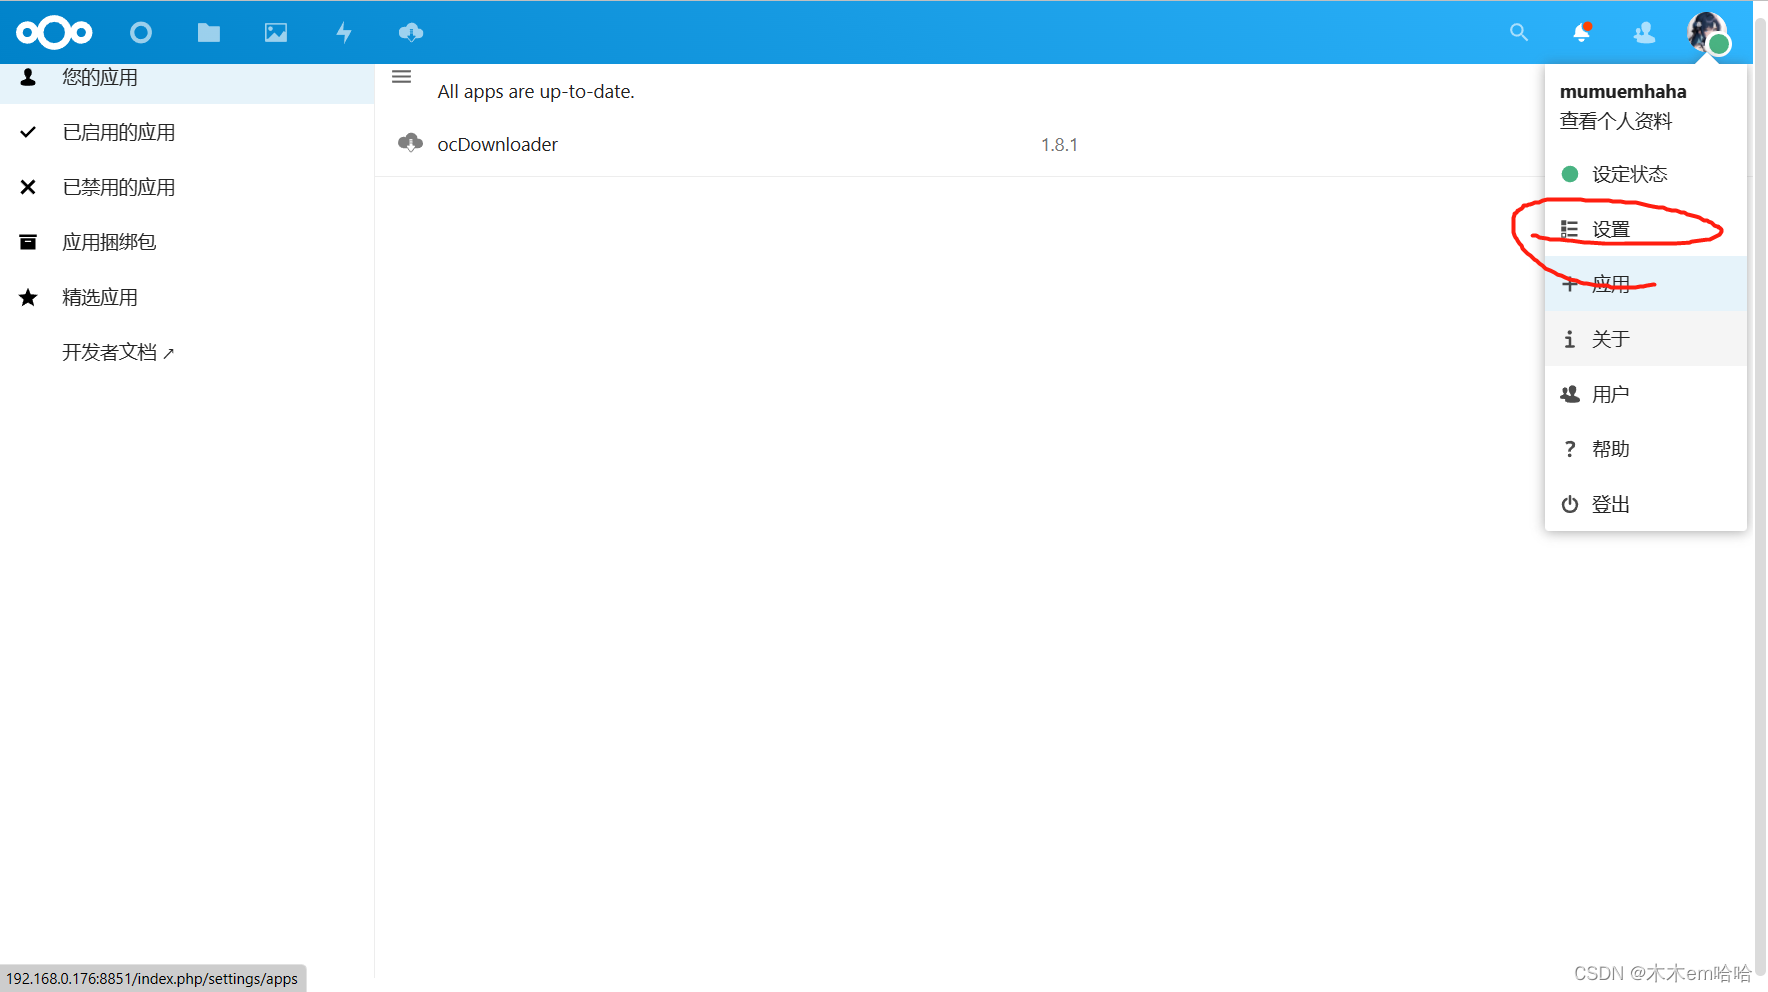 您的应用
已启用的应用
已禁用的应用
应用捆绑包
精选应用
开发者文档 ↗
All apps are up-to-date.
ocDownloader 1.8.1
mumuemhaha
查看个人资料
设定状态
设置
应用
关于
用户
帮助
登出
192.168.0.176:8851/index.php/settings/apps
CSDN @木木em哈哈